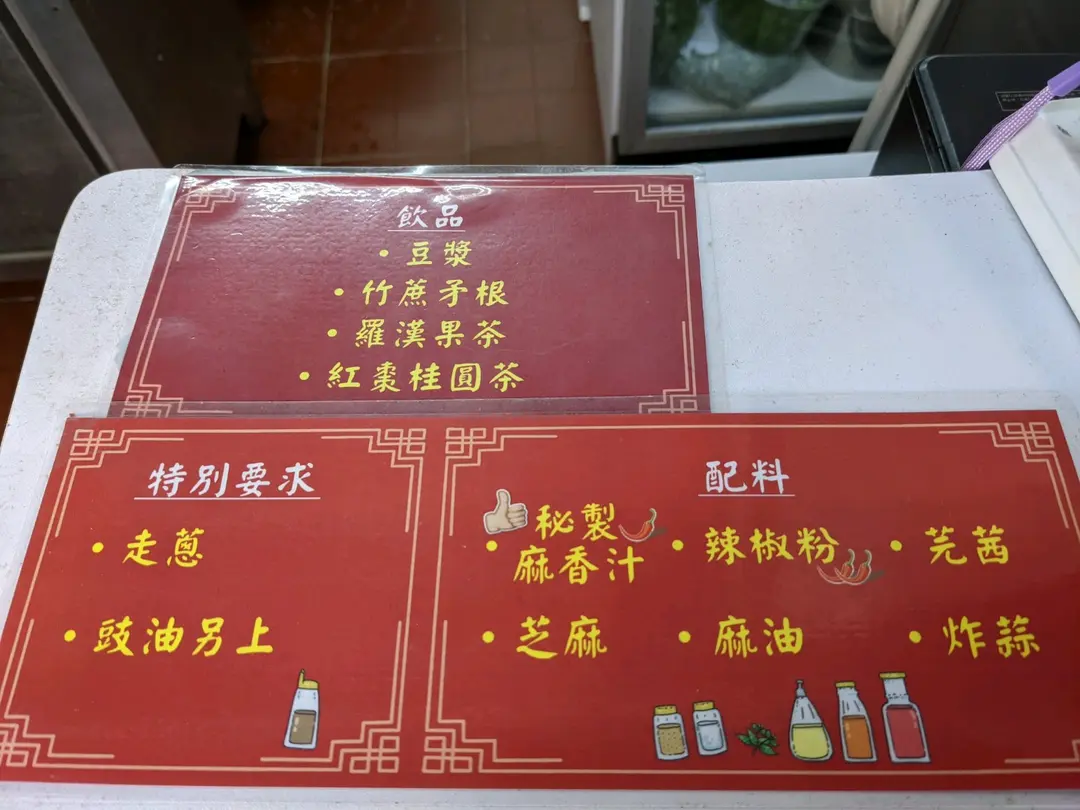 飲品
• 豆漿
• 竹蔗矛根
• 羅漢果茶
• 紅棗桂圓茶
特別要求
• 走蔥
• 豉油另上
配料
• 秘製
麻香汁
• 辣椒粉
• 芫茜
• 芝麻
• 麻油
• 炸蒜